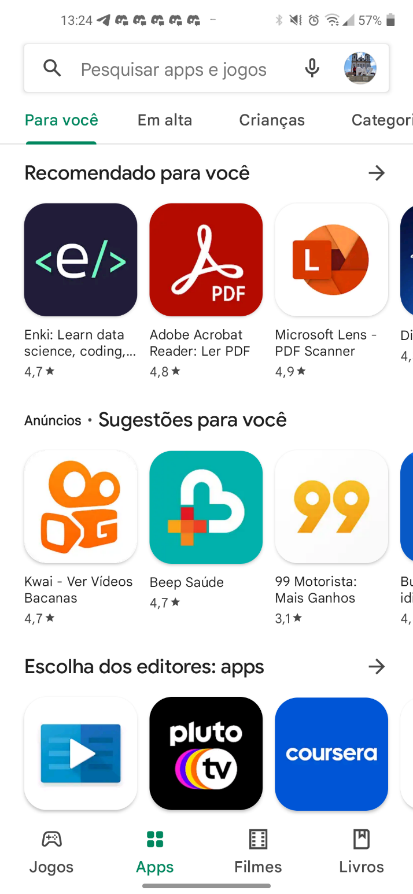 13:24
57%
Pesquisar apps e jogos
Para você Em alta Crianças Categori
Recomendado para você
<e/>
PDF
L
Enki: Learn data
science, coding,...
4,7★
Adobe Acrobat
Reader: Ler PDF
4,8★
Microsoft Lens -
PDF Scanner
4,9★
Di
4,
Anúncios • Sugestões para você
99
Kwai - Ver Vídeos
Bacanas
4,7★
Beep Saúde
4,7★
99 Motorista:
Mais Ganhos
3,1★
Bu
idi
4,
Escolha dos editores: apps
pluto
tv
coursera
Jogos Apps Filmes Livros